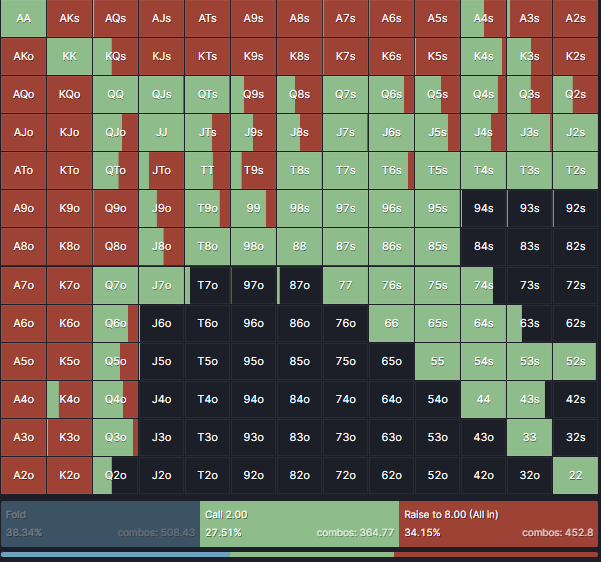 AA AKs AQs AJs ATs A9s A8s A7s A6s A5s A4s A3s A2s
AKo KK KQs KJs KTs K9s K8s K7s K6s K5s K4s K3s K2s
AQo KQo QQ QJs QTs Q9s Q8s Q7s Q6s Q5s Q4s Q3s Q2s
AJo KJo QJo JJ JTs J9s J8s J7s J6s J5s J4s J3s J2s
ATo KTo QTo JTo TT T9s T8s T7s T6s T5s T4s T3s T2s
A9o K9o Q9o J9o T9o 99 98s 97s 96s 95s 94s 93s 92s
A8o K8o Q8o J8o T8o 98o 88 87s 86s 85s 84s 83s 82s
A7o K7o Q7o J7o T7o 97o 87o 77 76s 75s 74s 73s 72s
A6o K6o Q6o J6o T6o 96o 86o 76o 66 65s 64s 63s 62s
A5o K5o Q5o J5o T5o 95o 85o 75o 65o 55 54s 53s 52s
A4o K4o Q4o J4o T4o 94o 84o 74o 64o 54o 44 43s 42s
A3o K3o Q3o J3o T3o 93o 83o 73o 63o 53o 43o 33 32s
A2o K2o Q2o J2o T2o 92o 82o 72o 62o 52o 42o 32o 22
Fold Call 2.00 Raise to 8.00 (All in)
38.34% combos: 508.43 27.51% combos: 364.77 34.15% combos: 452.8